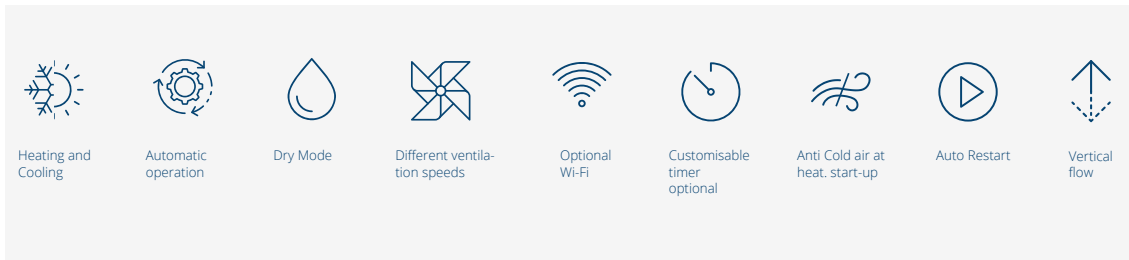 Heating and
Cooling
Automatic
operation
Dry Mode
Different ventila-
tion speeds
Optional
Wi-Fi
Customisable
timer
optional
Anti Cold air at
heat. start-up
Auto Restart
Vertical
flow